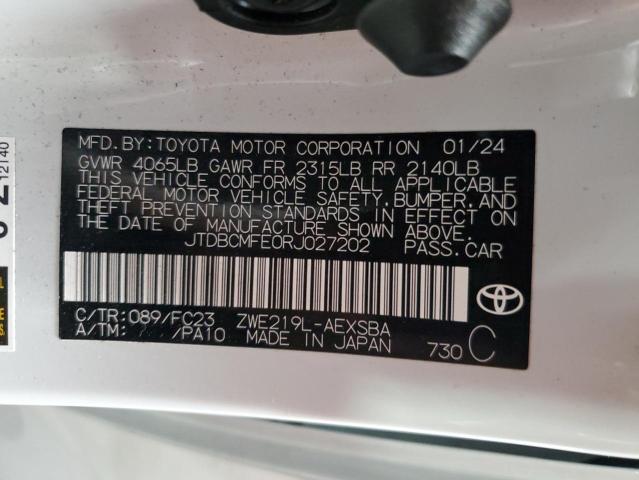 MFD.BY:TOYOTA MOTOR CORPORATION 01/24
GVWR 4065LB GAWR FR 2315LB RR 2140LB
THIS VEHICLE CONFORMS TO ALL APPLICABLE
FEDERAL MOTOR VEHICLE SAFETY,BUMPER,AND
THEFT PREVENTION STANDARDS IN EFFECT
ON THE DATE OF MANUFACTURE SHOWN ABOVE.
JTDBCMFE0RJ027202 PASS.CAR
C/TR:089/FC23 ZWE219L-AEXSBA
A/TM: /PA10 MADE IN JAPAN 730 C
12140